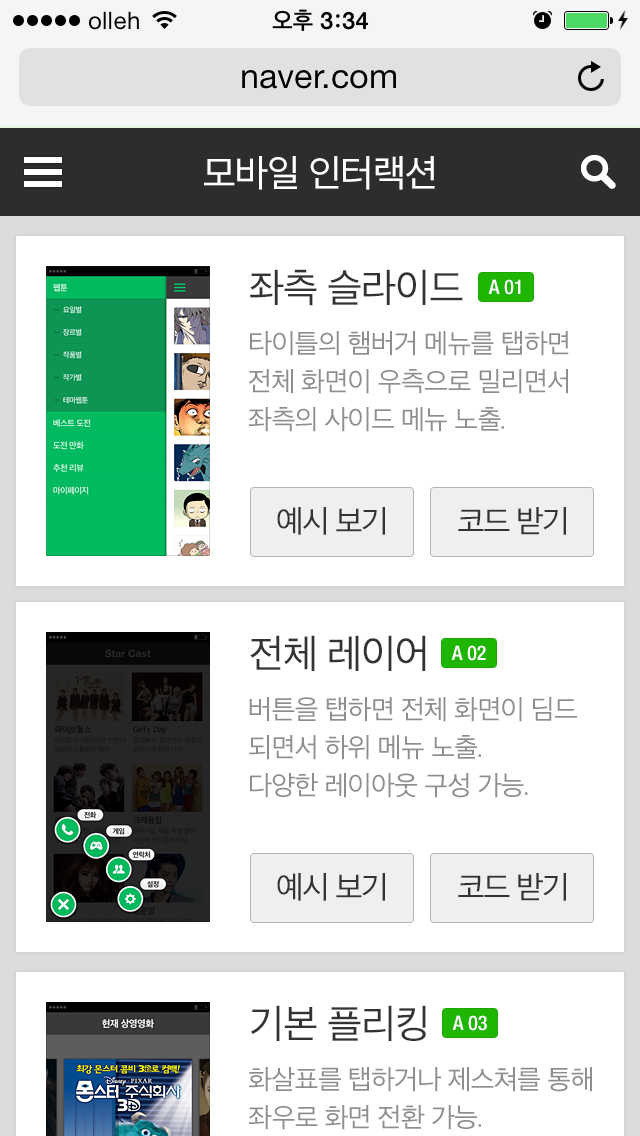 olleh 오후 3:34
naver.com
모바일 인터랙션
웹툰
요일별
장르별
작품별
작가별
테마웹툰
베스트 도전
도전 만화
추천 리뷰
마이페이지
좌측 슬라이드 A 01
타이틀의 햄버거 메뉴를 탭하면
전체 화면이 우측으로 밀리면서
좌측의 사이드 메뉴 노출.
예시 보기 코드 받기
Star Cast
파이브돌스 Girl's Day
크레용팝
전화
게임
연락처
설정
전체 레이어 A 02
버튼을 탭하면 전체 화면이 딤드
되면서 하위 메뉴 노출.
다양한 레이아웃 구성 가능.
예시 보기 코드 받기
현재 상영영화
최강 몬스터 콤비 3D로 컴백!
Disney PIXAR
몬스터 주식회사
3D
기본 플리킹 A 03
화살표를 탭하거나 제스쳐를 통해
좌우로 화면 전환 가능.